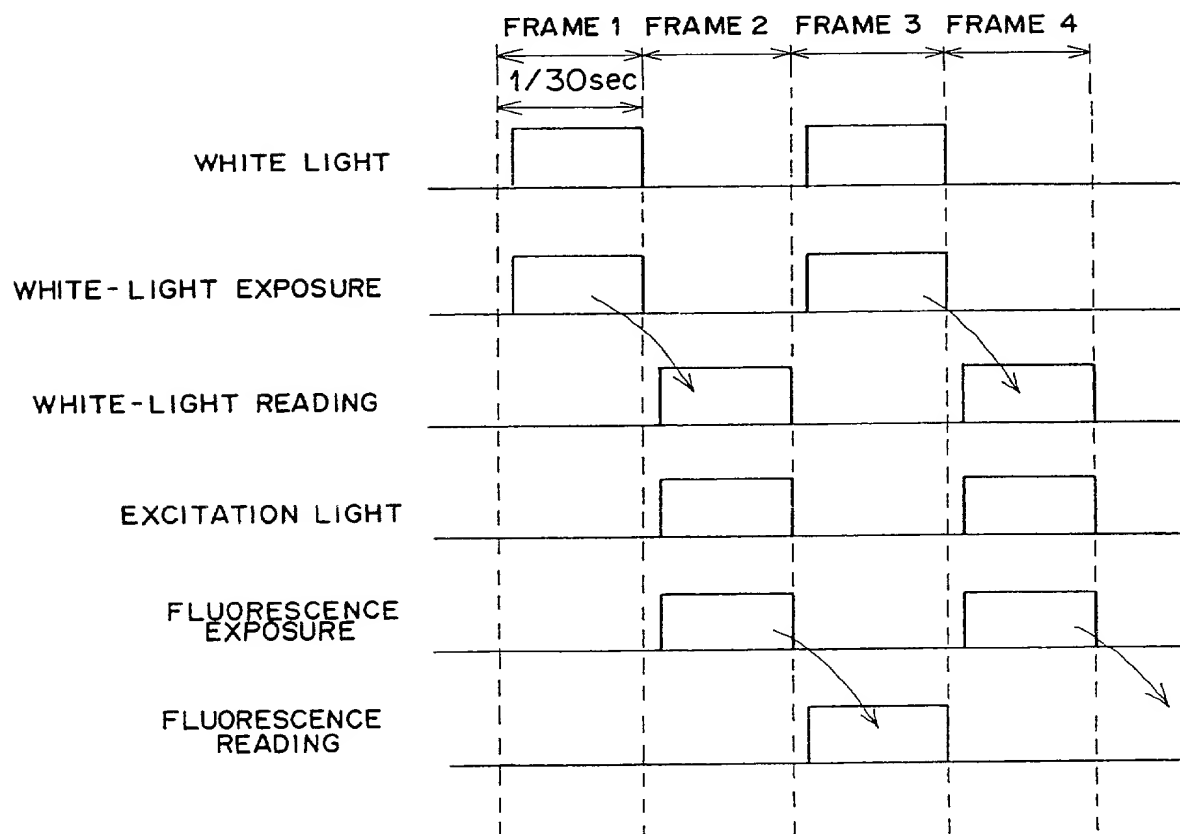 FRAME 1 FRAME 2 FRAME 3 FRAME 4
1/30sec
WHITE LIGHT
WHITE-LIGHT EXPOSURE
WHITE-LIGHT READING
EXCITATION LIGHT
FLUORESCENCE
EXPOSURE
FLUORESCENCE
READING